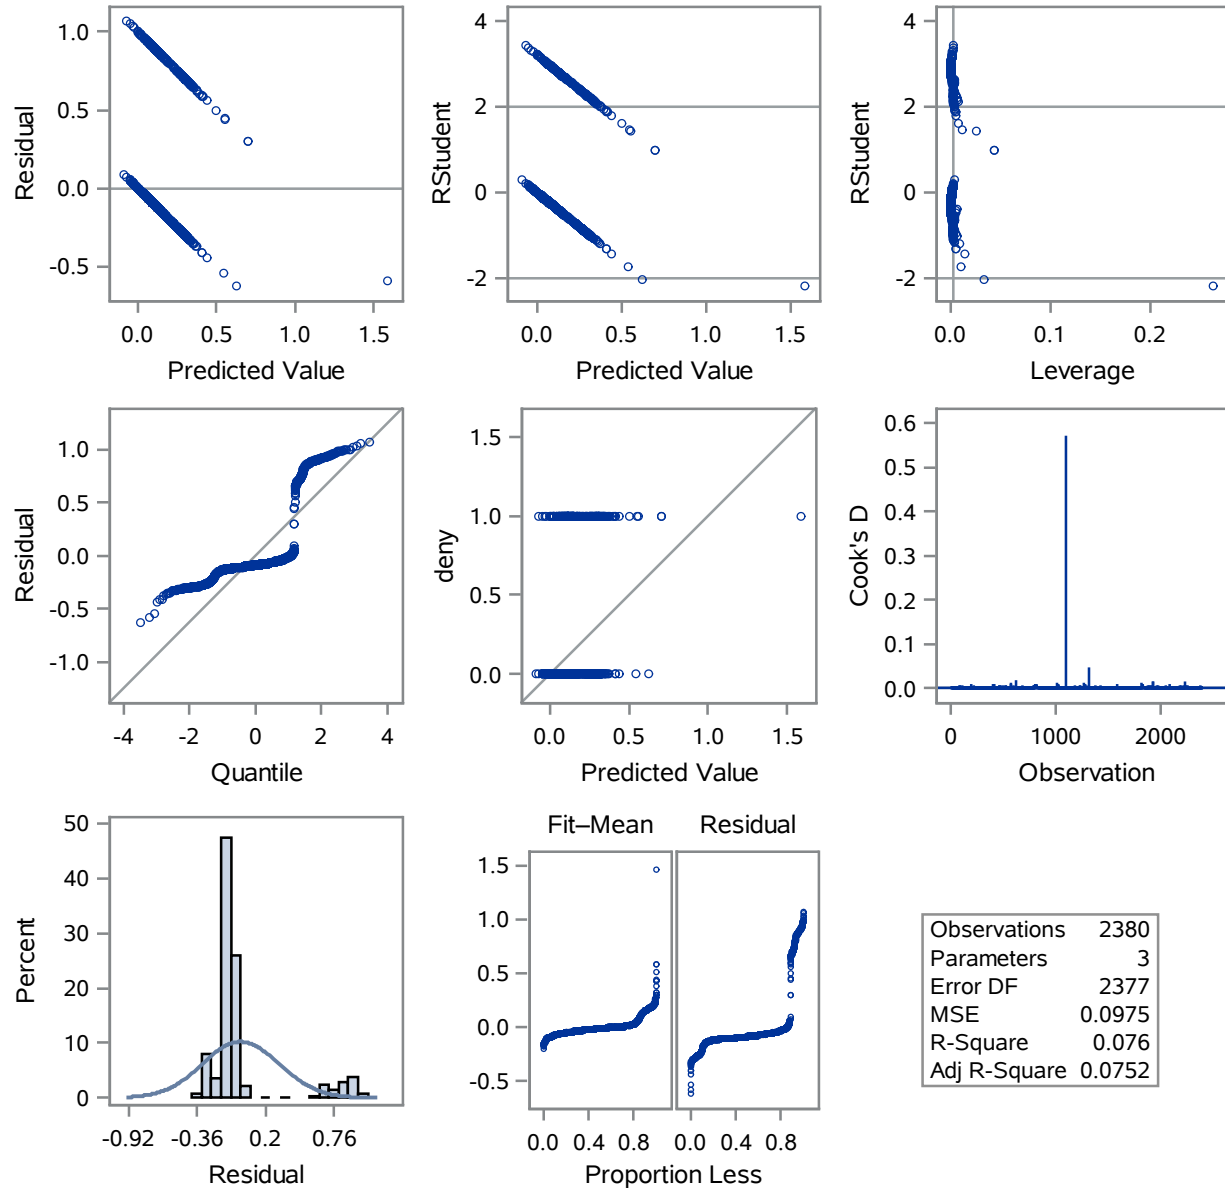 1.0
0.5
0.0
-0.5
Residual
0.0 0.5 1.0 1.5
Predicted Value
4
2
0
-2
RStudent
0.0 0.5 1.0 1.5
Predicted Value
4
2
0
-2
RStudent
0.0 0.1 0.2
Leverage
1.0
0.5
0.0
-0.5
-1.0
Residual
-4 -2 0 2 4
Quantile
1.5
1.0
0.5
0.0
deny
0.0 0.5 1.0 1.5
Predicted Value
0.6
0.5
0.4
0.3
0.2
0.1
0.0
Cook's D
0 1000 2000
Observation
50
40
30
20
10
0
Percent
-0.92 -0.36 0.2 0.76
Residual
Fit–Mean Residual
1.5
1.0
0.5
0.0
-0.5
0.0 0.4 0.8 0.0 0.4 0.8
Proportion Less
Observations 2380
Parameters 3
Error DF 2377
MSE 0.0975
R-Square 0.076
Adj R-Square 0.0752